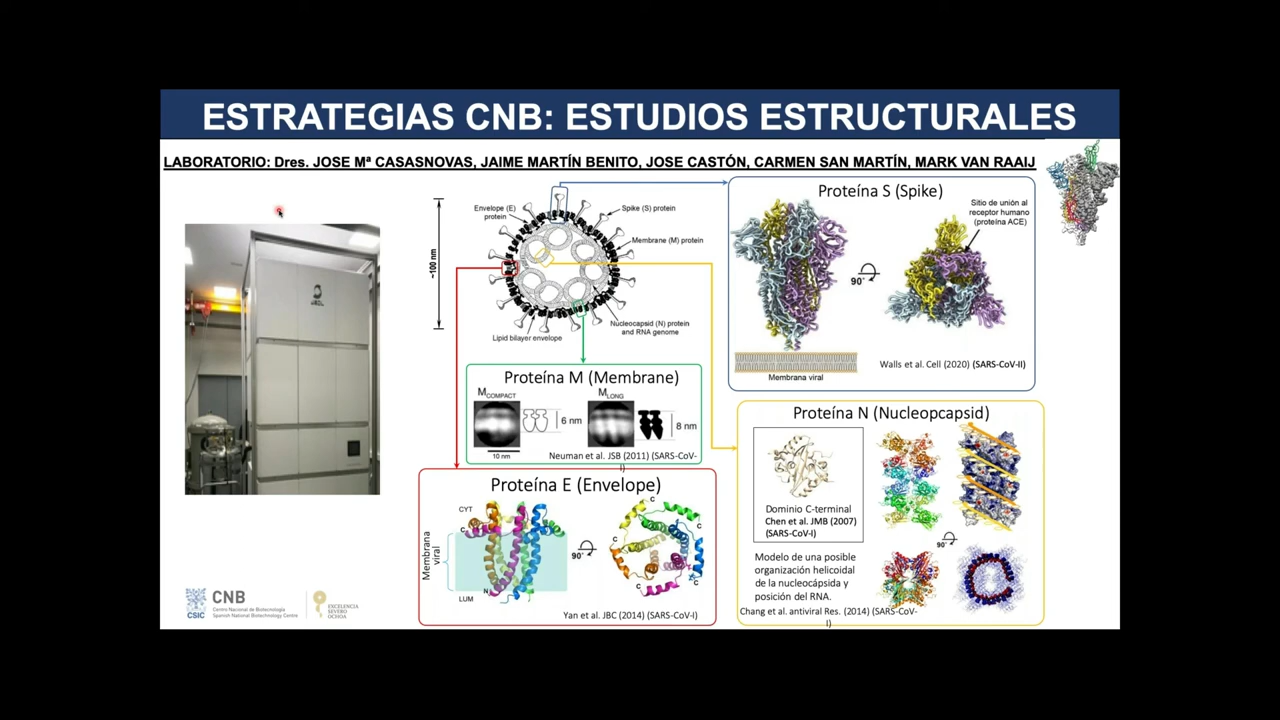 ESTRATEGIAS CNB: ESTUDIOS ESTRUCTURALES
LABORATORIO: Dres. JOSE Mª CASASNOVAS, JAIME MARTÍN BENITO, JOSE CASTÓN, CARMEN SAN MARTÍN, MARK VAN RAAIJ
JEOL
~100 nm
Envelope (E)
protein
Spike (S) protein
Membrane (M) protein
Nucleocapsid (N) protein
and RNA genome
Lipid bilayer envelope
Proteína S (Spike)
Sitio de unión al
receptor humano
(proteína ACE)
90°
Walls et al. Cell (2020) (SARS-CoV-II)
Membrana viral
Proteína M (Membrane)
MCOMPACT
MLONG
6 nm
8 nm
10 nm
Neuman et al. JSB (2011) (SARS-CoV-
I)
Proteína E (Envelope)
CYT
C
Membrana
viral
N
LUM
90°
C
C
C
C
C
Yan et al. JBC (2014) (SARS-CoV-I)
Proteína N (Nucleopcapsid)
Dominio C-terminal
Chen et al. JMB (2007)
(SARS-CoV-I)
90°
Modelo de una posible
organización helicoidal
de la nucleocápsida y
posición del RNA.
Chang et al. antiviral Res. (2014) (SARS-CoV-
I)
CSIC
CNB
Centro Nacional de Biotecnología
Spanish National Biotechnology Centre
EXCELENCIA
SEVERO
OCHOA